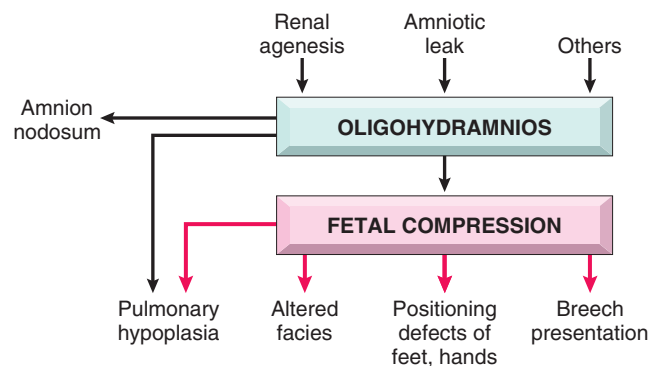 Renal
agenesis
Amniotic
leak
Others
Amnion
nodosum
OLIGOHYDRAMNIOS
FETAL COMPRESSION
Pulmonary
hypoplasia
Altered
facies
Positioning
defects of
feet, hands
Breech
presentation